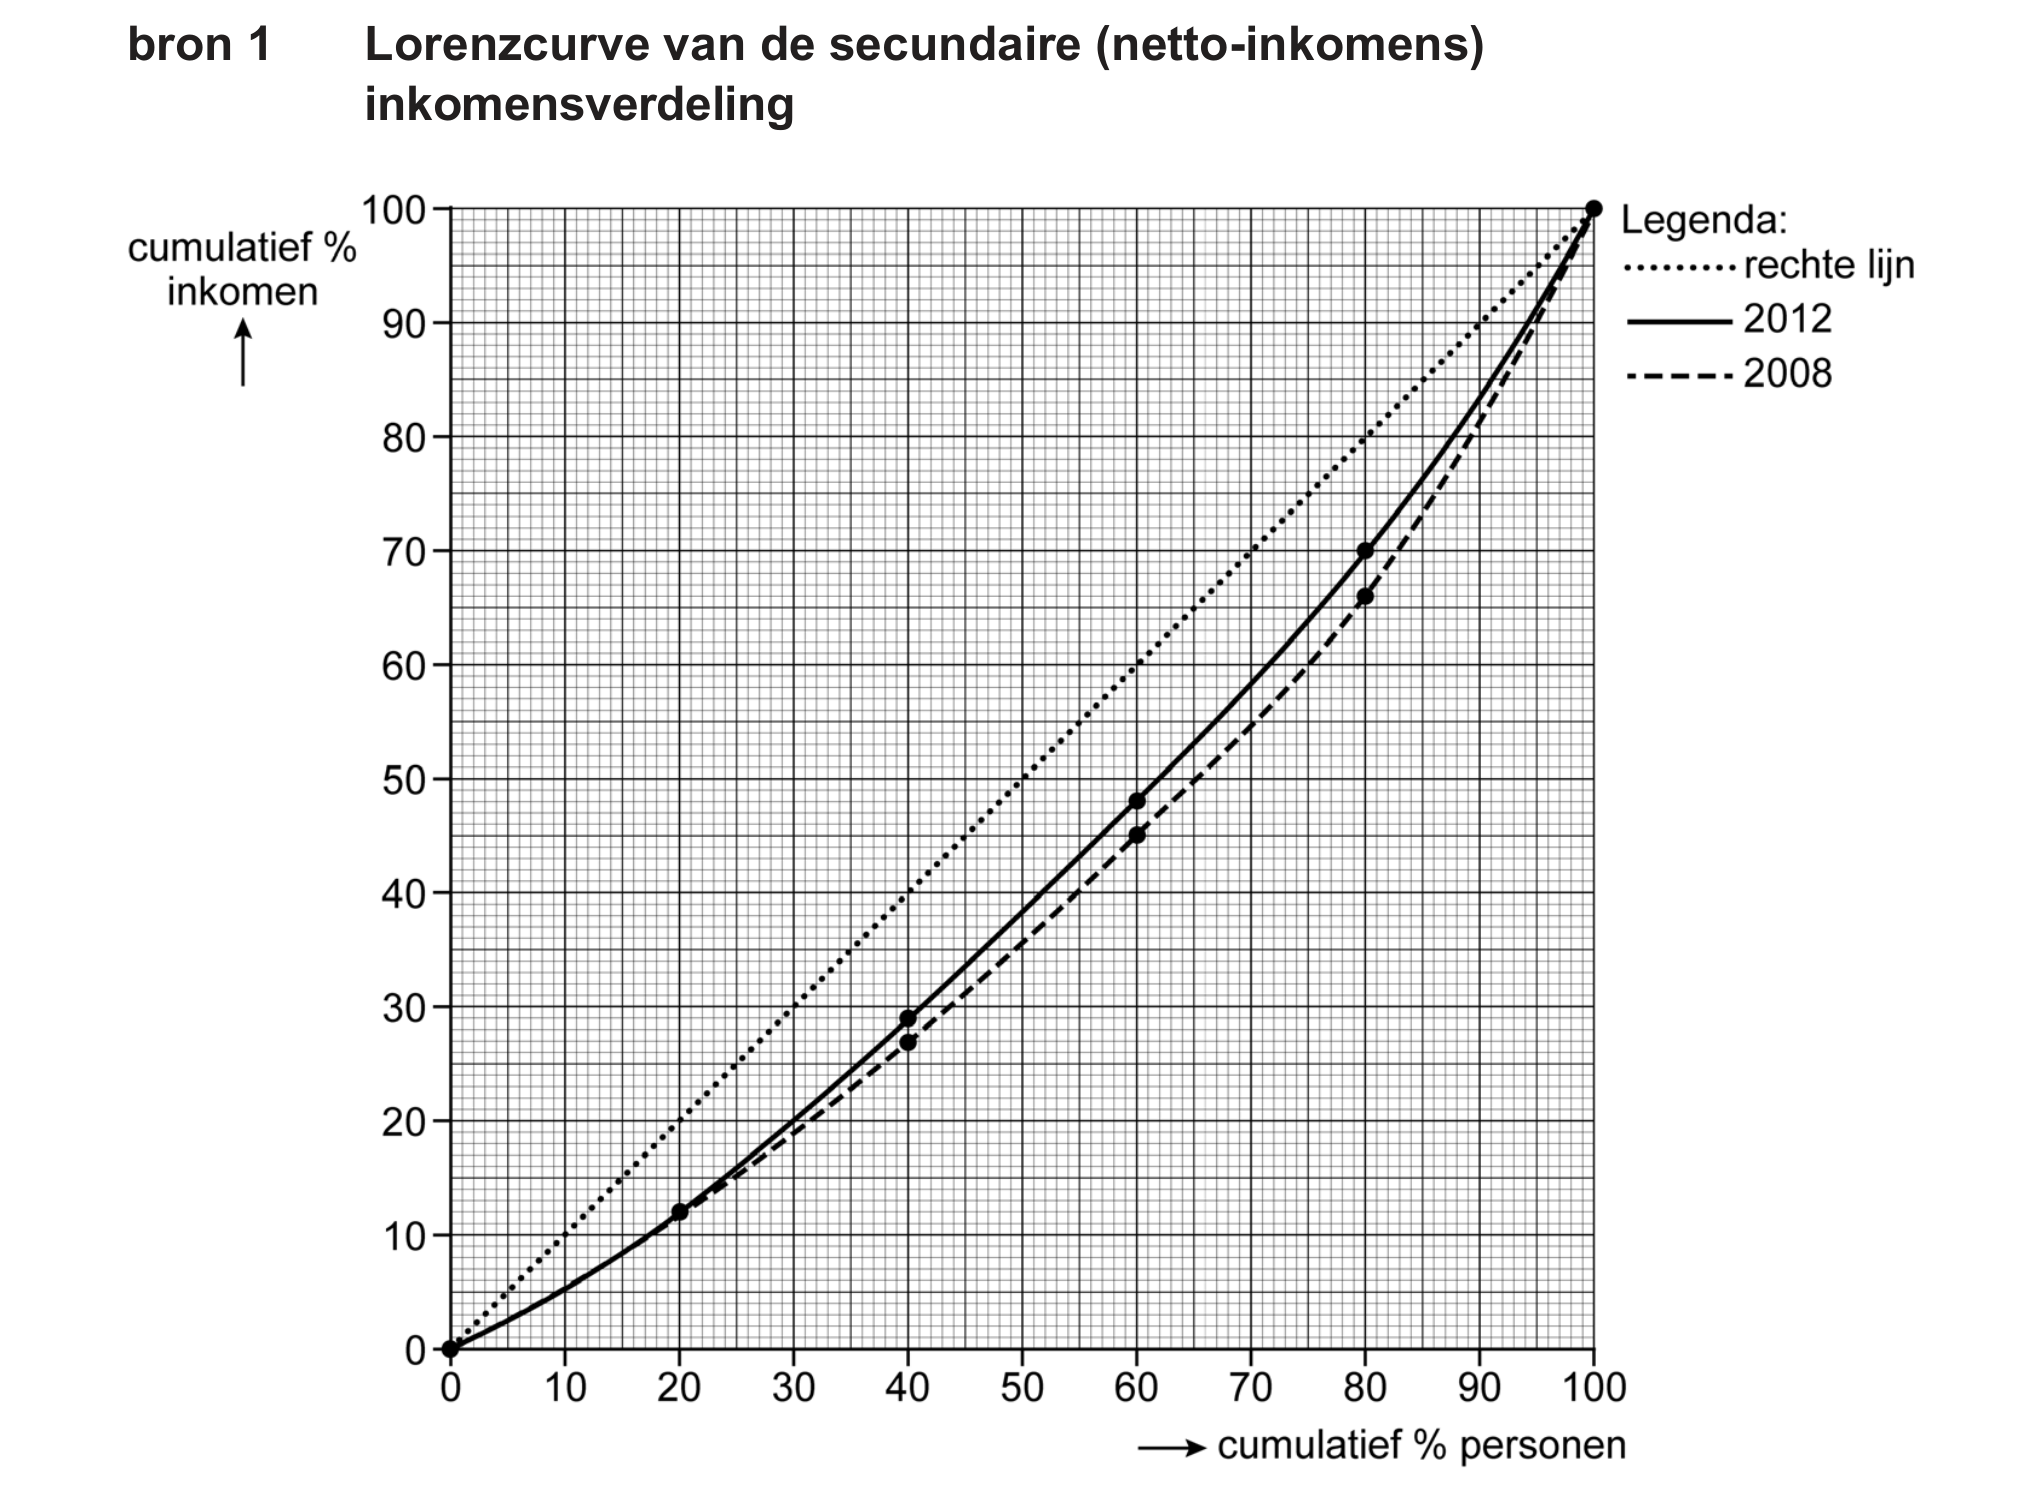 bron 1 Lorenzcurve van de secundaire (netto-inkomens)
inkomensverdeling
cumulatief %
inkomen
100
90
80
70
60
50
40
30
20
10
0
0 10 20 30 40 50 60 70 80 90 100
cumulatief % personen
Legenda:
rechte lijn
2012
2008